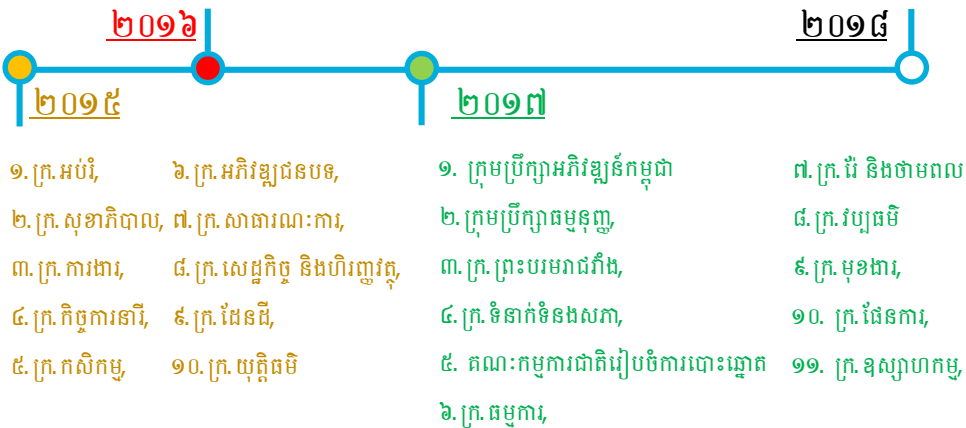 ២០១៦
២០១៨
២០១៥
២០១៧
១. ក្រ. អប់រំ,
២. ក្រ. សុខាភិបាល,
៣. ក្រ. ការងារ,
៤. ក្រ. កិច្ចការនារី,
៥. ក្រ. កសិកម្ម,
៦. ក្រ. អភិវឌ្ឍជនបទ,
៧. ក្រ. សាធារណៈការ,
៨. ក្រ. សេដ្ឋកិច្ច និងហិរញ្ញវត្ថុ,
៩. ក្រ. ដែនដី,
១០. ក្រ. យុត្តិធម៌
១. ក្រុមប្រឹក្សាអភិវឌ្ឍន៍កម្ពុជា
២. ក្រុមប្រឹក្សាធម្មនុញ្ញ,
៣. ក្រ. ព្រះបរមរាជវាំង,
៤. ក្រ. ទំនាក់ទំនងសភា,
៥. គណៈកម្មការជាតិរៀបចំការបោះឆ្នោត
៦. ក្រ. ធម្មការ,
៧. ក្រ. រ៉ែ និងថាមពល
៨. ក្រ. វប្បធម៌
៩. ក្រ. មុខងារ,
១០. ក្រ. ផែនការ,
១១. ក្រ. ឧស្សាហកម្ម,